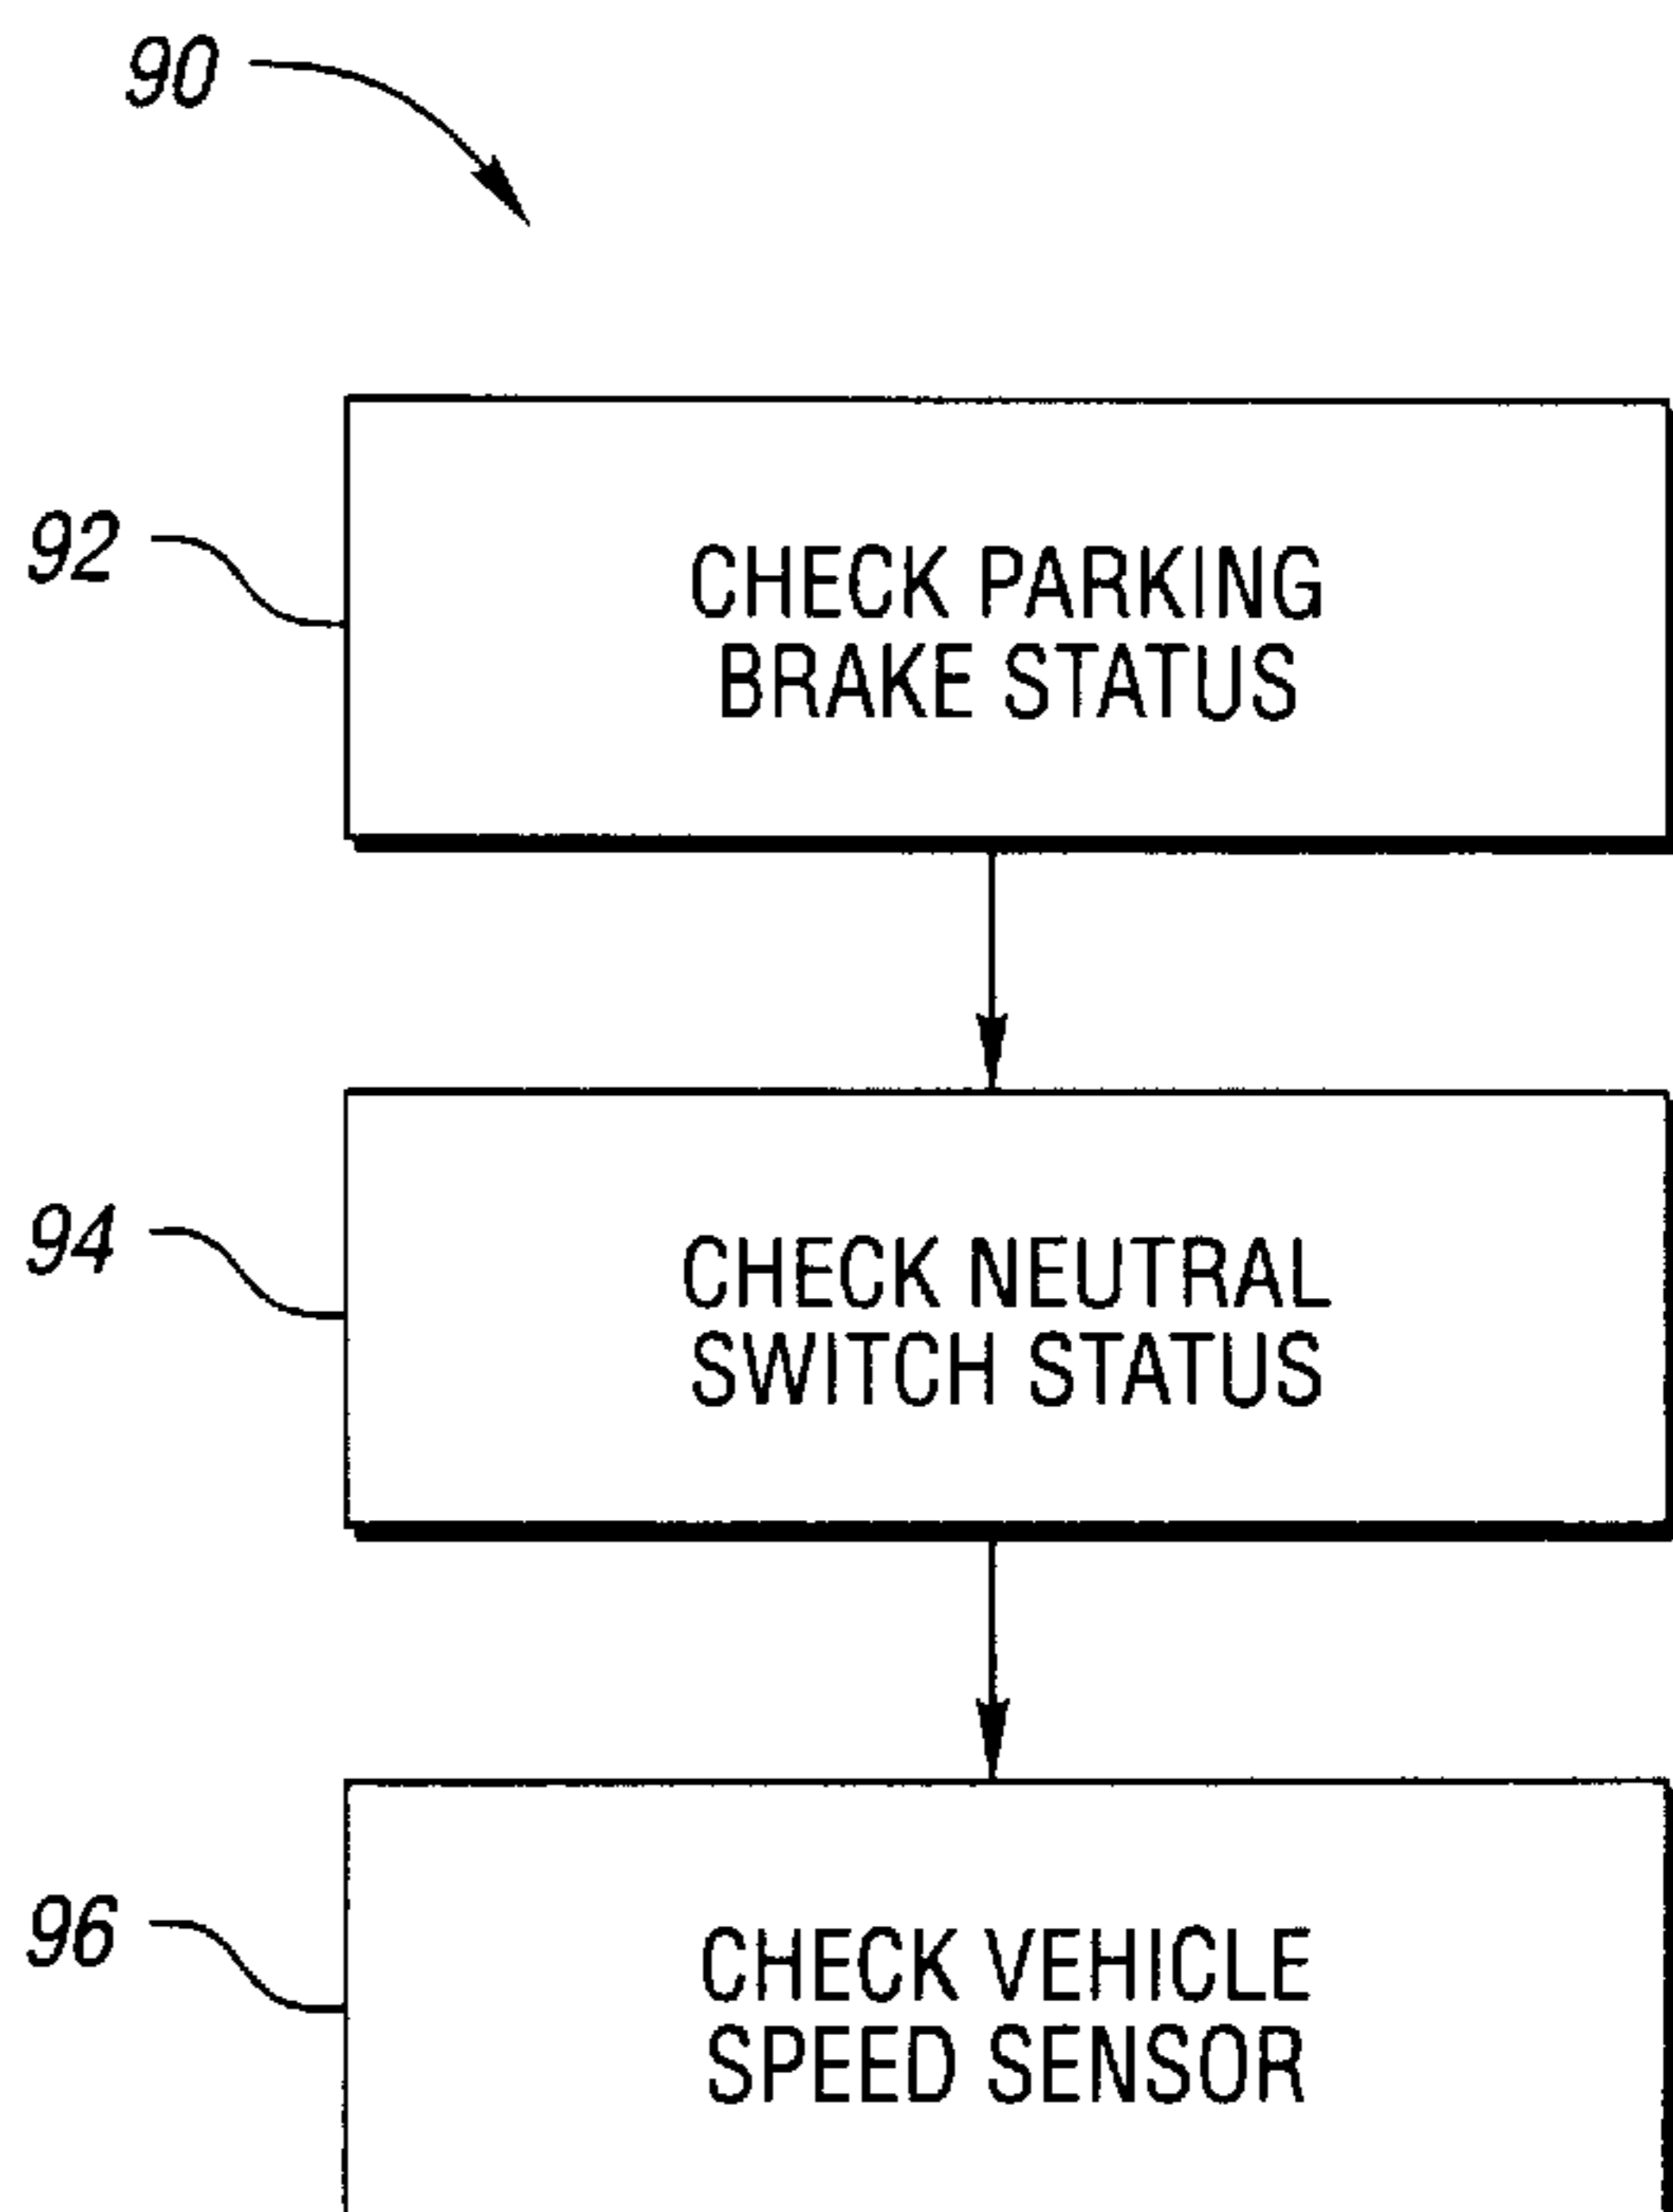 90
92
CHECK PARKING
BRAKE STATUS
94
CHECK NEUTRAL
SWITCH STATUS
96
CHECK VEHICLE
SPEED SENSOR